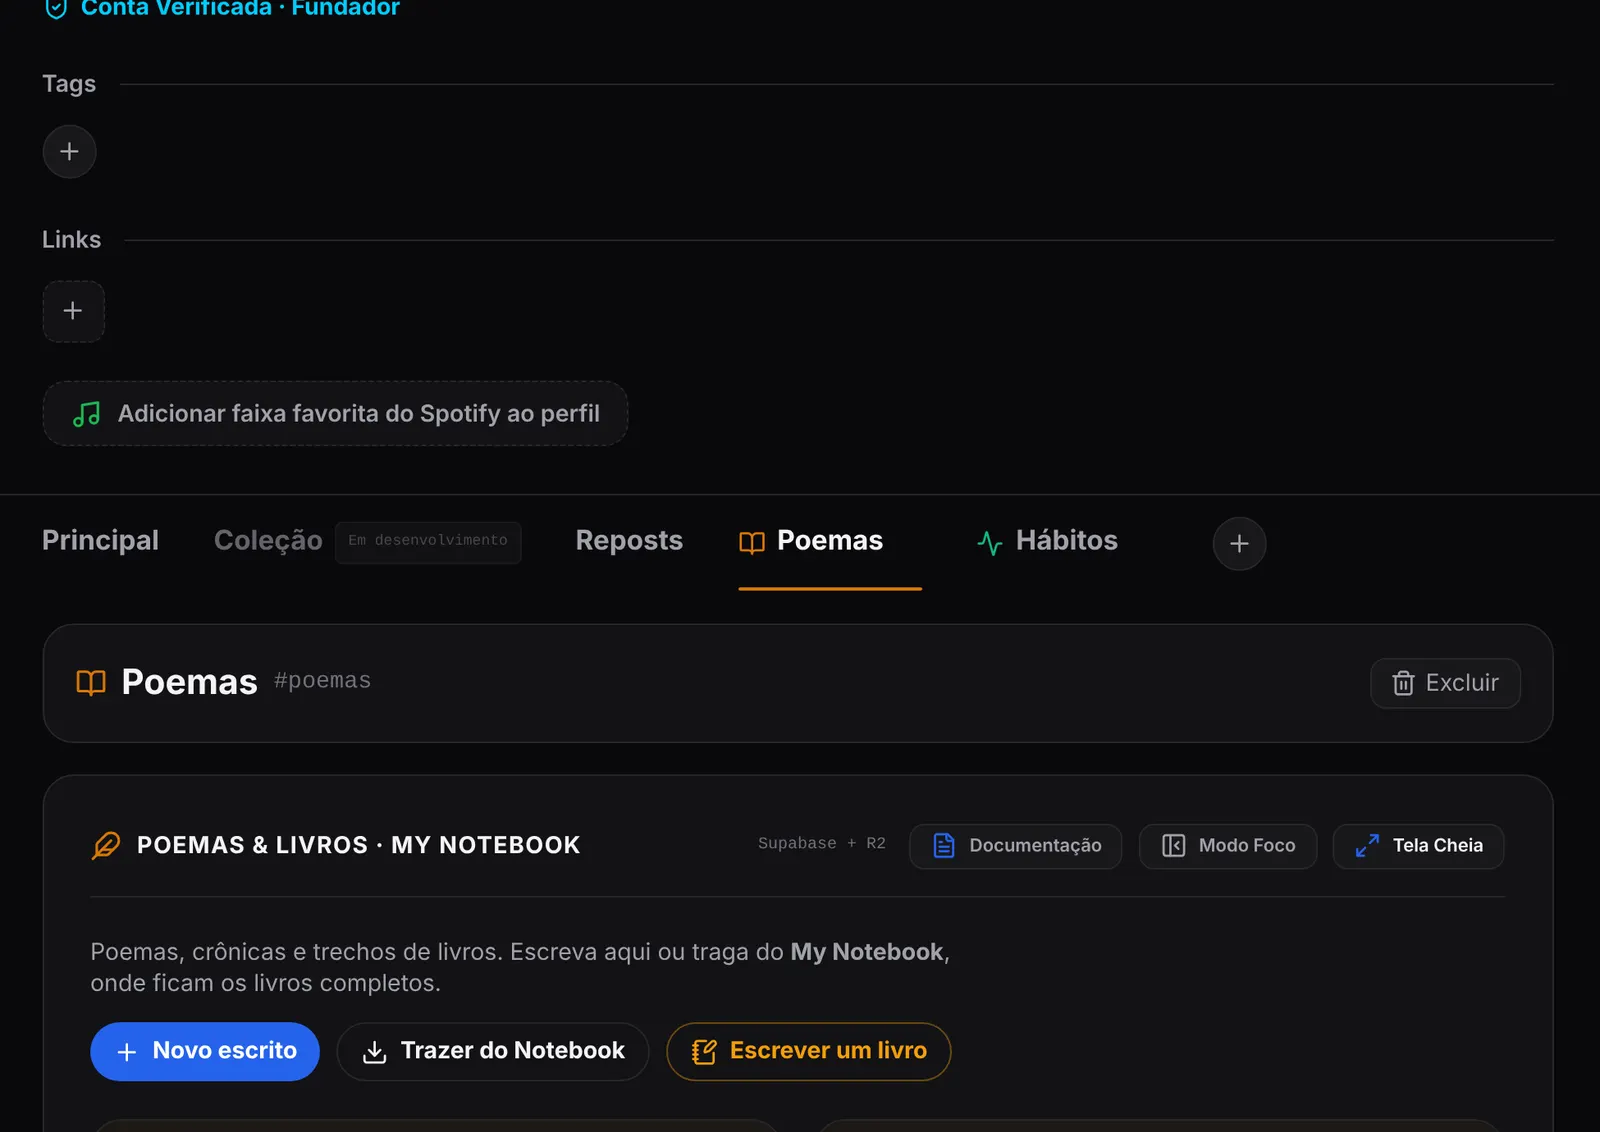 Conta Verificada · Fundador
Tags
Links
Adicionar faixa favorita do Spotify ao perfil
Principal
Coleção
Em desenvolvimento
Reposts
Poemas
Hábitos
Poemas #poemas
Excluir
POEMAS & LIVROS · MY NOTEBOOK
Supabase + R2
Documentação
Modo Foco
Tela Cheia
Poemas, crônicas e trechos de livros. Escreva aqui ou traga do My Notebook,
onde ficam os livros completos.
Novo escrito
Trazer do Notebook
Escrever um livro